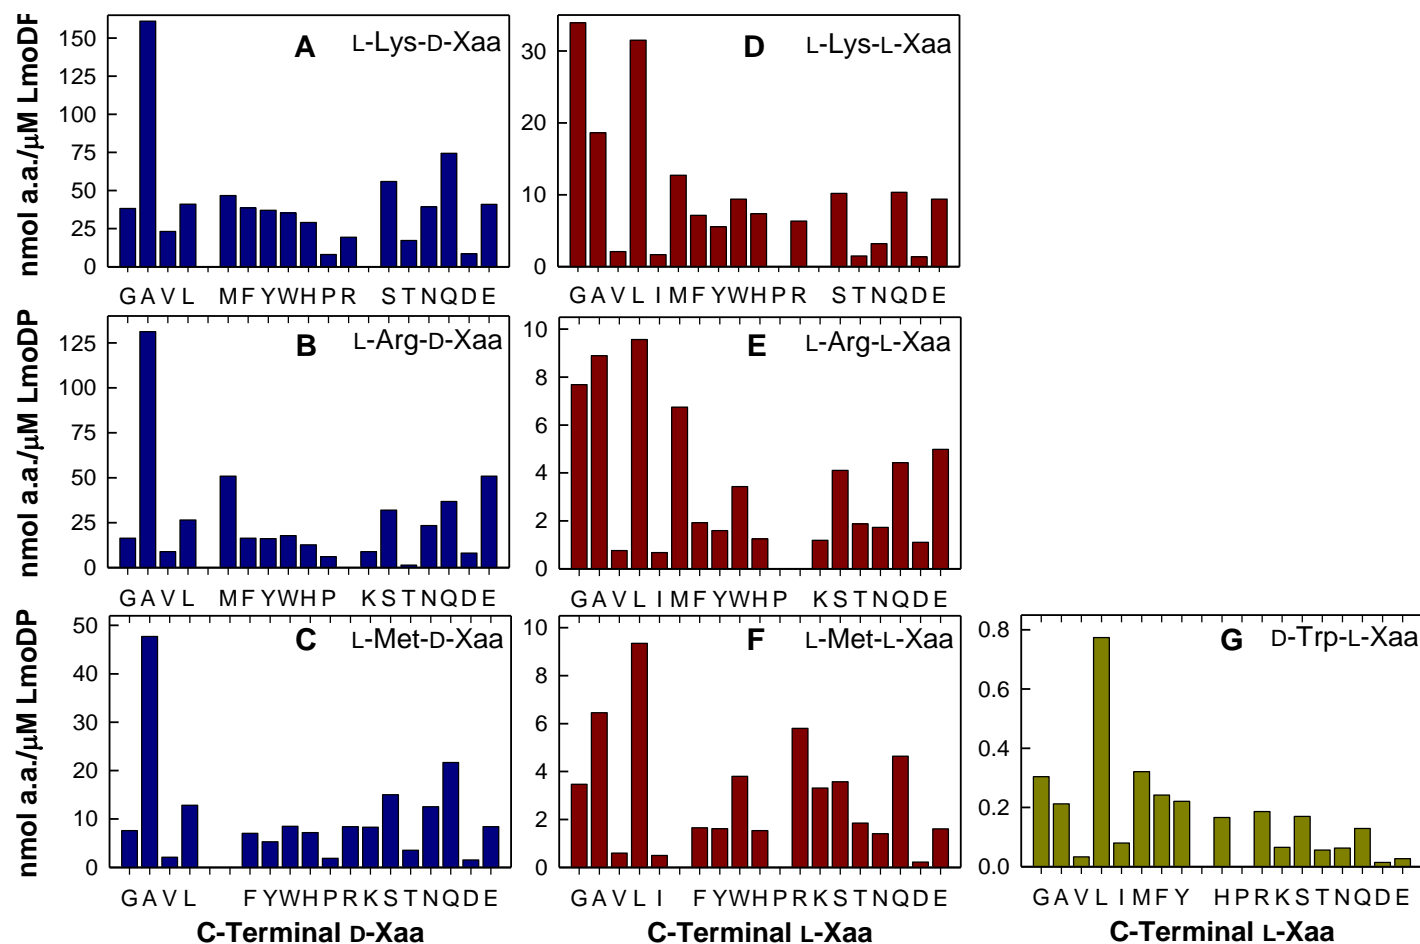 nmol a.a./μM LmoDP
A L-Lys-D-Xaa
150
125
100
75
50
25
0
G A V L M F Y W H P R S T N Q D E
D L-Lys-L-Xaa
30
20
10
0
G A V L I M F Y W H P R S T N Q D E
nmol a.a./μM LmoDP
B L-Arg-D-Xaa
125
100
75
50
25
0
G A V L M F Y W H P K S T N Q D E
E L-Arg-L-Xaa
10
8
6
4
2
0
G A V L I M F Y W H P K S T N Q D E
nmol a.a./μM LmoDP
C L-Met-D-Xaa
50
40
30
20
10
0
G A V L F Y W H P R K S T N Q D E
C-Terminal D-Xaa
F L-Met-L-Xaa
10
8
6
4
2
0
G A V L I F Y W H P R K S T N Q D E
C-Terminal L-Xaa
G D-Trp-L-Xaa
0.8
0.6
0.4
0.2
0.0
G A V L I M F Y H P R K S T N Q D E
C-Terminal L-Xaa